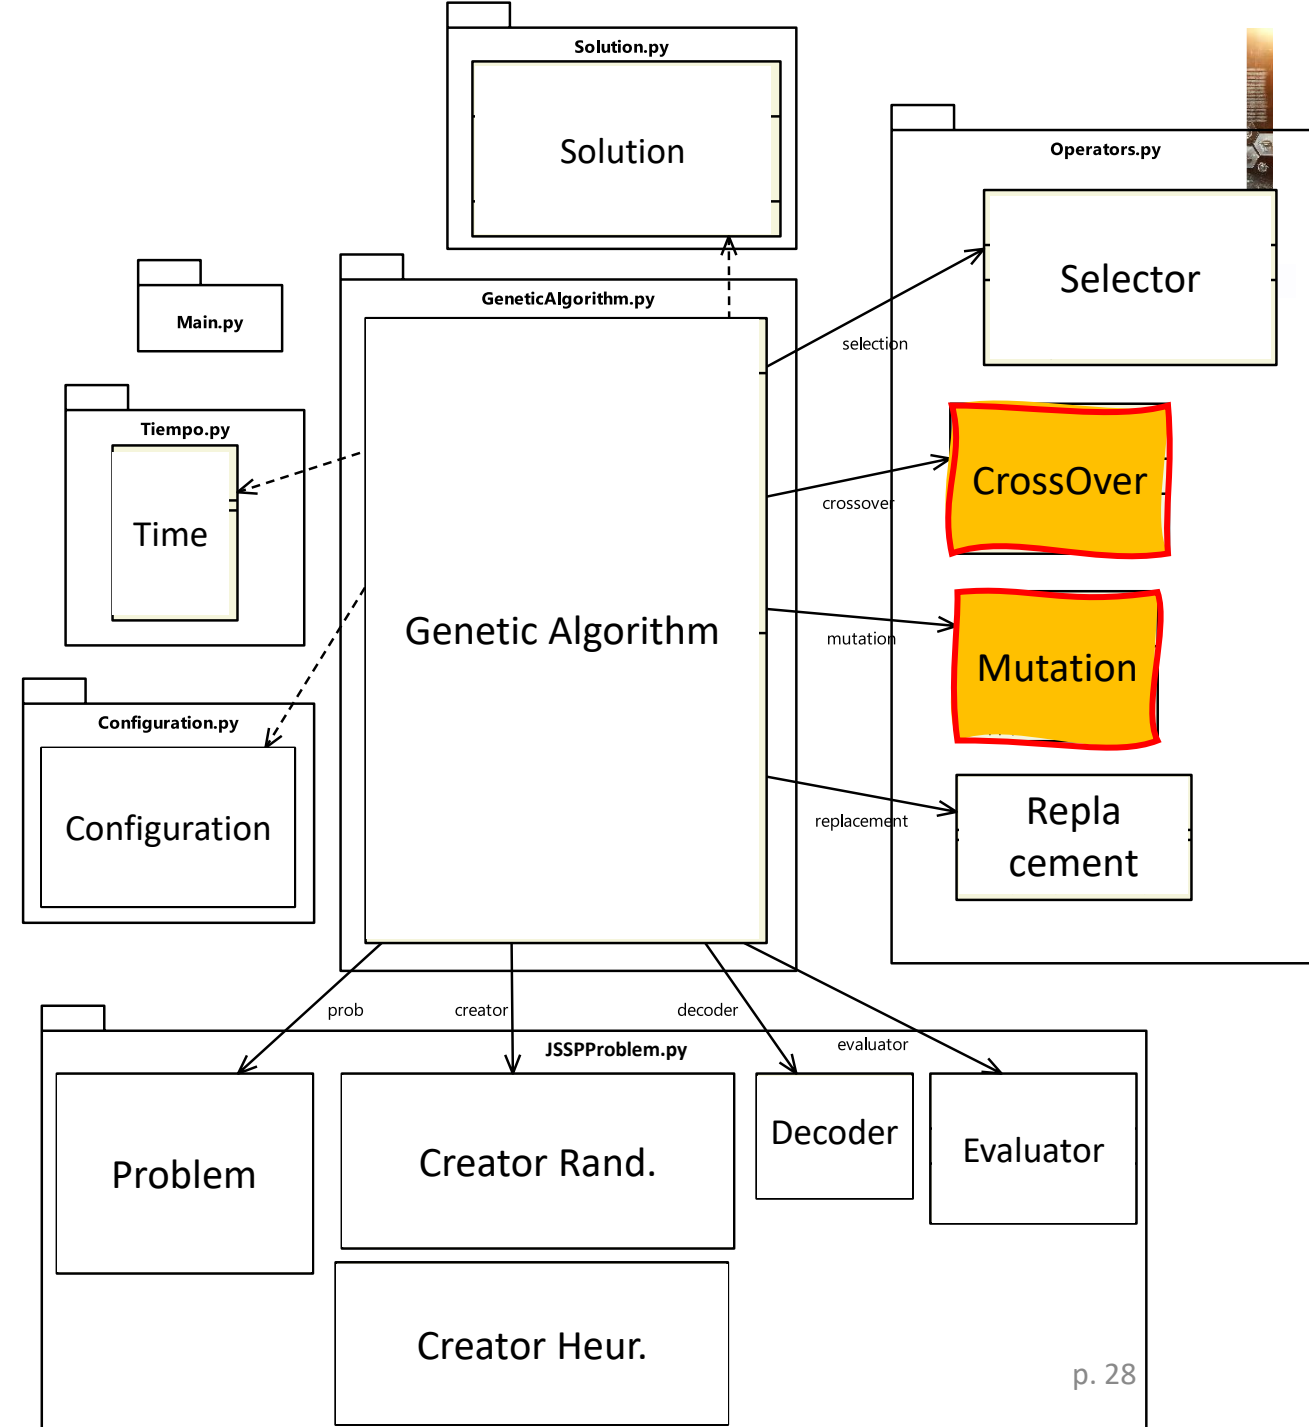 Solution.py
Solution
Operators.py
Selector
Main.py
GeneticAlgorithm.py
selection
Tiempo.py
Time
CrossOver
crossover
Genetic Algorithm
mutation
Mutation
Configuration.py
Configuration
replacement
Repla
cement
prob
creator
decoder
evaluator
JSSPProblem.py
Problem
Creator Rand.
Decoder
Evaluator
Creator Heur.
p. 28